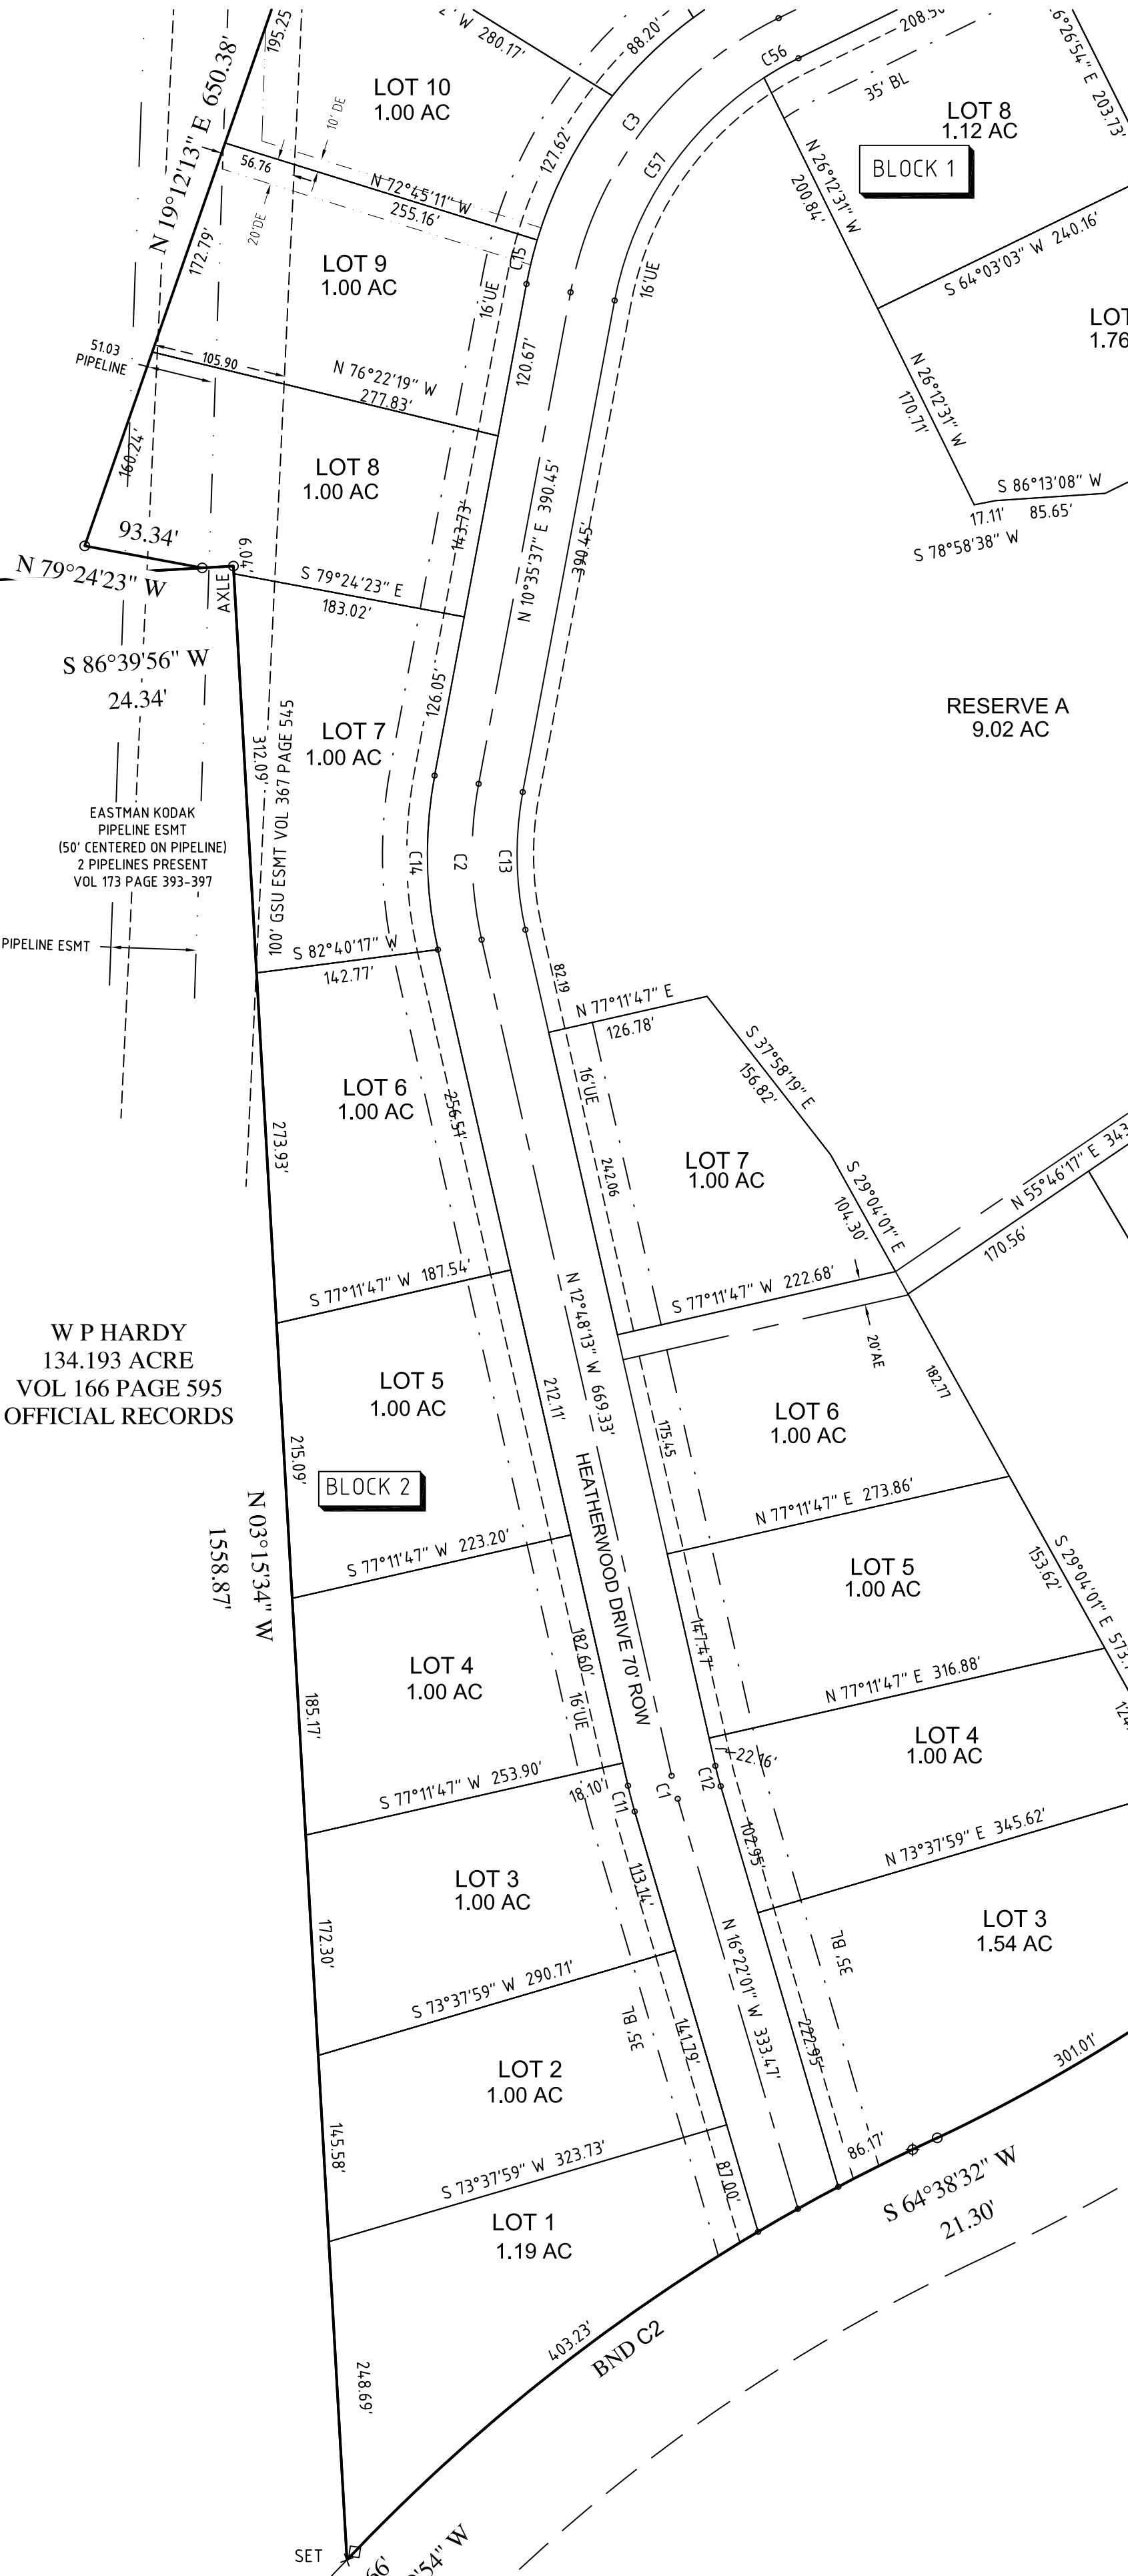 195.25
N 19°12'13" E 650.38'
W 280.17'
88.20'
208.50'
C56
35' BL
LOT 10
1.00 AC
10' DE
56.76
N 72°45'11" W
255.16'
20'DE
127.62'
C3
C57
C15
16'UE
16'UE
LOT 8
1.12 AC
BLOCK 1
6°26'54" E 203.73'
N 26°12'31" W
200.84'
S 64°03'03" W 240.16'
172.79'
LOT 9
1.00 AC
51.03
PIPELINE
105.90
N 76°22'19" W
277.83'
120.67'
LOT
1.76
N 26°12'31" W
170.71'
160.24'
LOT 8
1.00 AC
143.73'
N 10°35'37" E 390.45'
390.45'
S 86°13'08" W
17.11'
85.65'
S 78°58'38" W
93.34'
N 79°24'23" W
6.04'
AXLE
S 79°24'23" E
183.02'
S 86°39'56" W
24.34'
126.05'
RESERVE A
9.02 AC
LOT 7
1.00 AC
312.09'
100' GSU ESMT VOL 367 PAGE 545
EASTMAN KODAK
PIPELINE ESMT
(50' CENTERED ON PIPELINE)
2 PIPELINES PRESENT
VOL 173 PAGE 393-397
C14
C2
C13
PIPELINE ESMT
S 82°40'17" W
142.77'
82.19
N 77°11'47" E
126.78'
S 37°58'19" E
156.82'
LOT 6
1.00 AC
256.51'
273.93'
16'UE
242.06
LOT 7
1.00 AC
S 29°04'01" E
104.30'
N 55°46'17" E 343.
170.56'
S 77°11'47" W 187.54'
S 77°11'47" W 222.68'
20'AE
N 12°48'13" W 669.33'
W P HARDY
134.193 ACRE
VOL 166 PAGE 595
OFFICIAL RECORDS
LOT 5
1.00 AC
212.11'
182.77
LOT 6
1.00 AC
175.45
215.09'
BLOCK 2
N 77°11'47" E 273.86'
N 03°15'34" W
1558.87'
S 77°11'47" W 223.20'
HEATHERWOOD DRIVE 70' ROW
LOT 5
1.00 AC
S 29°04'01" E 573.
153.62'
147.47'
182.60'
LOT 4
1.00 AC
16'UE
185.17'
N 77°11'47" E 316.88'
LOT 4
1.00 AC
22.16'
124.
S 77°11'47" W 253.90'
18.10'
C11
C1
C12
102.95'
N 73°37'59" E 345.62'
LOT 3
1.00 AC
113.14'
172.30'
N 16°22'01" W 333.47'
35' BL
LOT 3
1.54 AC
S 73°37'59" W 290.71'
35' BL
141.79'
222.95'
301.01'
LOT 2
1.00 AC
145.58'
S 73°37'59" W 323.73'
87.00'
86.17'
S 64°38'32" W
21.30'
LOT 1
1.19 AC
403.23'
BND C2
248.69'
SET
66'
'54" W